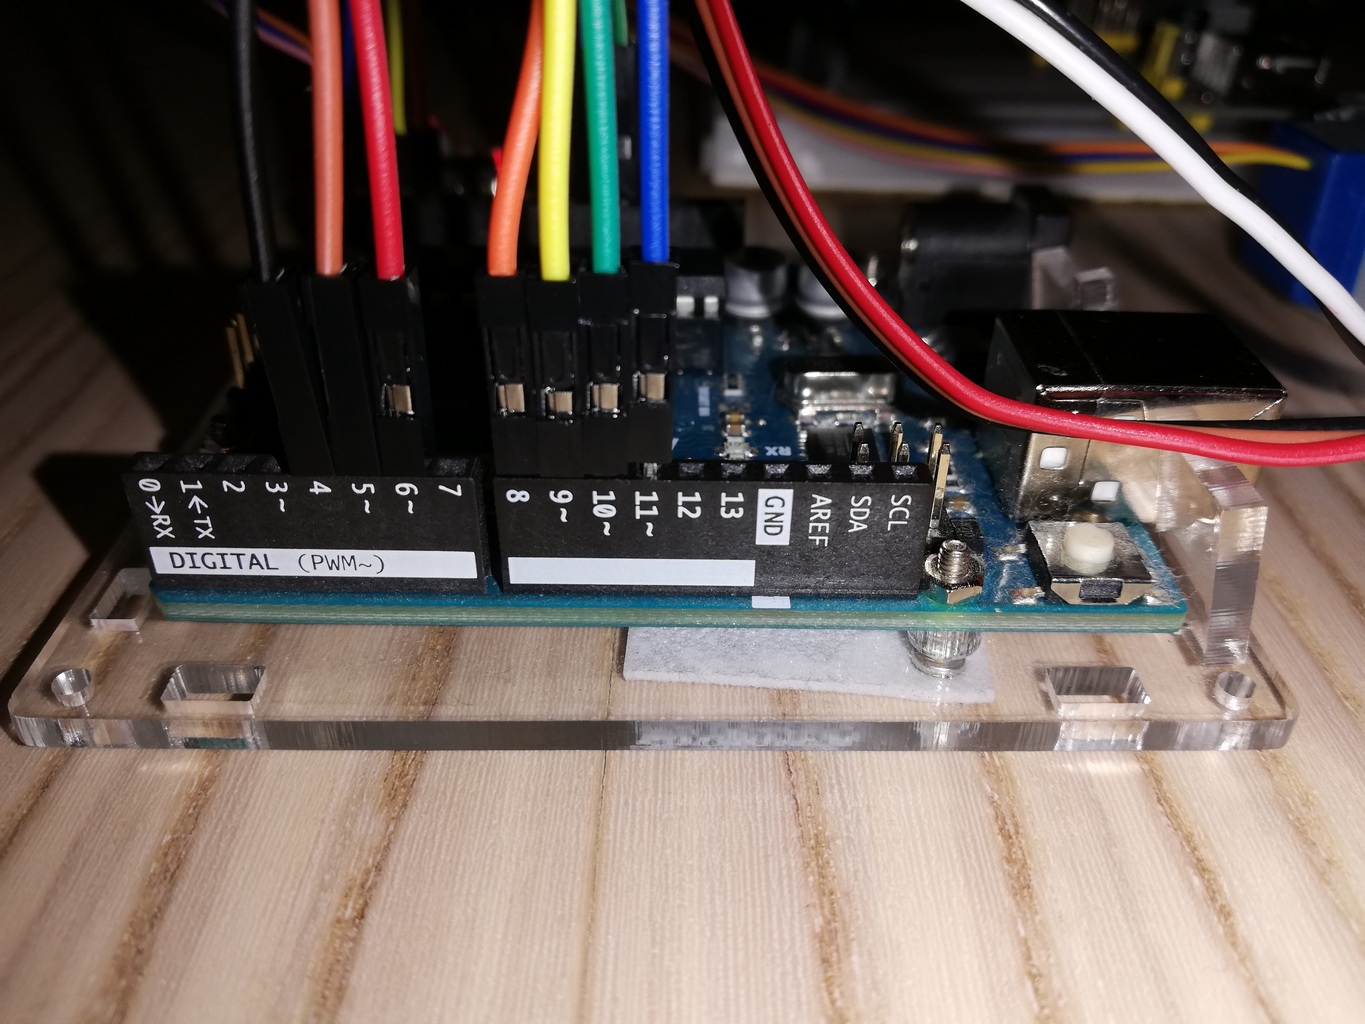 0→RX
1←TX
2
3~
4
5~
6~
7
DIGITAL (PWM~)
8
9~
10~
11~
12
13
GND
AREF
SDA
SCL
RX